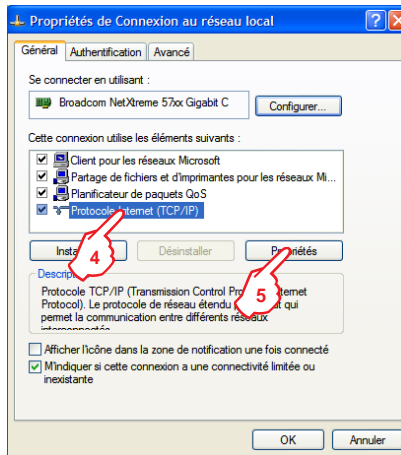 Propriétés de Connexion au réseau local
Général Authentification Avancé
Se connecter en utilisant :
Broadcom NetXtreme 57xx Gigabit C
Configurer...
Cette connexion utilise les éléments suivants :
Client pour les réseaux Microsoft
Partage de fichiers et d'imprimantes pour les réseaux Mi...
Planificateur de paquets QoS
Protocole Internet (TCP/IP)
Désinstaller Propriétés
4
5
Protocole TCP/IP (Transmission Control
Protocol). Le protocole de réseau étendu qui
permet la communication entre différents réseaux
interconnectés
Afficher l'icône dans la zone de notification une fois connecté
M'indiquer si cette connexion a une connectivité limitée ou
inexistante
OK Annuler